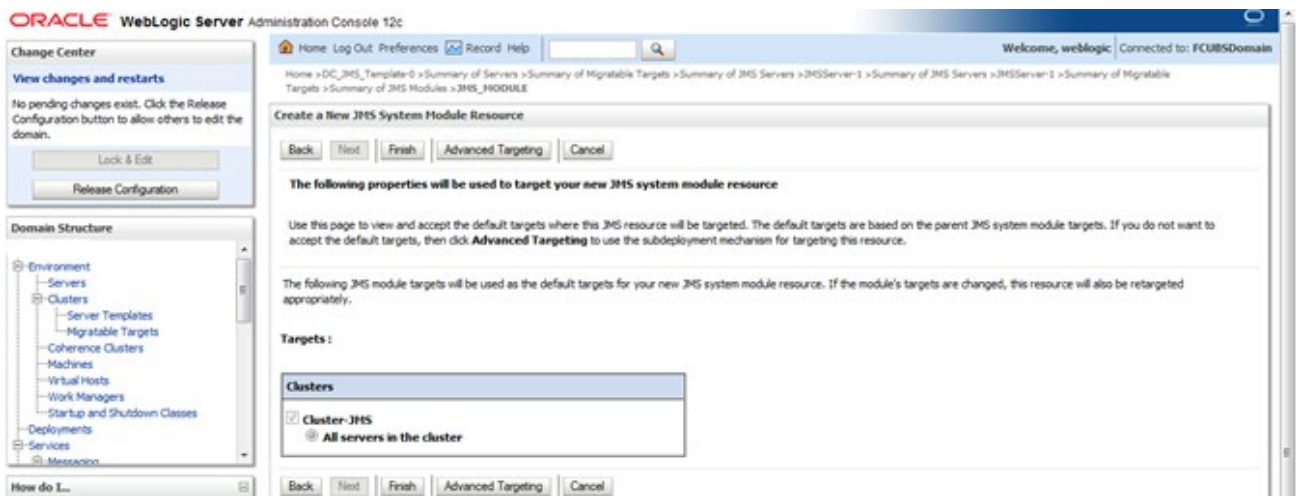 ORACLE WebLogic Server Administration Console 12c
Change Center
View changes and restarts
No pending changes exist. Click the Release
Configuration button to allow others to edit the
domain.
Lock & Edit
Release Configuration
Domain Structure
Environment
Servers
Clusters
Server Templates
Migratable Targets
Coherence Clusters
Machines
Virtual Hosts
Work Managers
Startup and Shutdown Classes
Deployments
Services
Messaging
How do I...
Home Log Out Preferences Record Help
Welcome, weblogic Connected to: FCUBSDomain
Home >DC_JMS_Template-0 >Summary of Servers >Summary of Migratable Targets >Summary of JMS Servers >JMSServer-1 >Summary of JMS Servers >JMSServer-1 >Summary of Migratable
Targets >Summary of JMS Modules >JMS_MODULE
Create a New JMS System Module Resource
Back Next Finish Advanced Targeting Cancel
The following properties will be used to target your new JMS system module resource
Use this page to view and accept the default targets where this JMS resource will be targeted. The default targets are based on the parent JMS system module targets. If you do not want to
accept the default targets, then click Advanced Targeting to use the subdeployment mechanism for targeting this resource.
The following JMS module targets will be used as the default targets for your new JMS system module resource. If the module's targets are changed, this resource will also be retargeted
appropriately.
Targets :
Clusters
Cluster-JMS
All servers in the cluster
Back Next Finish Advanced Targeting Cancel